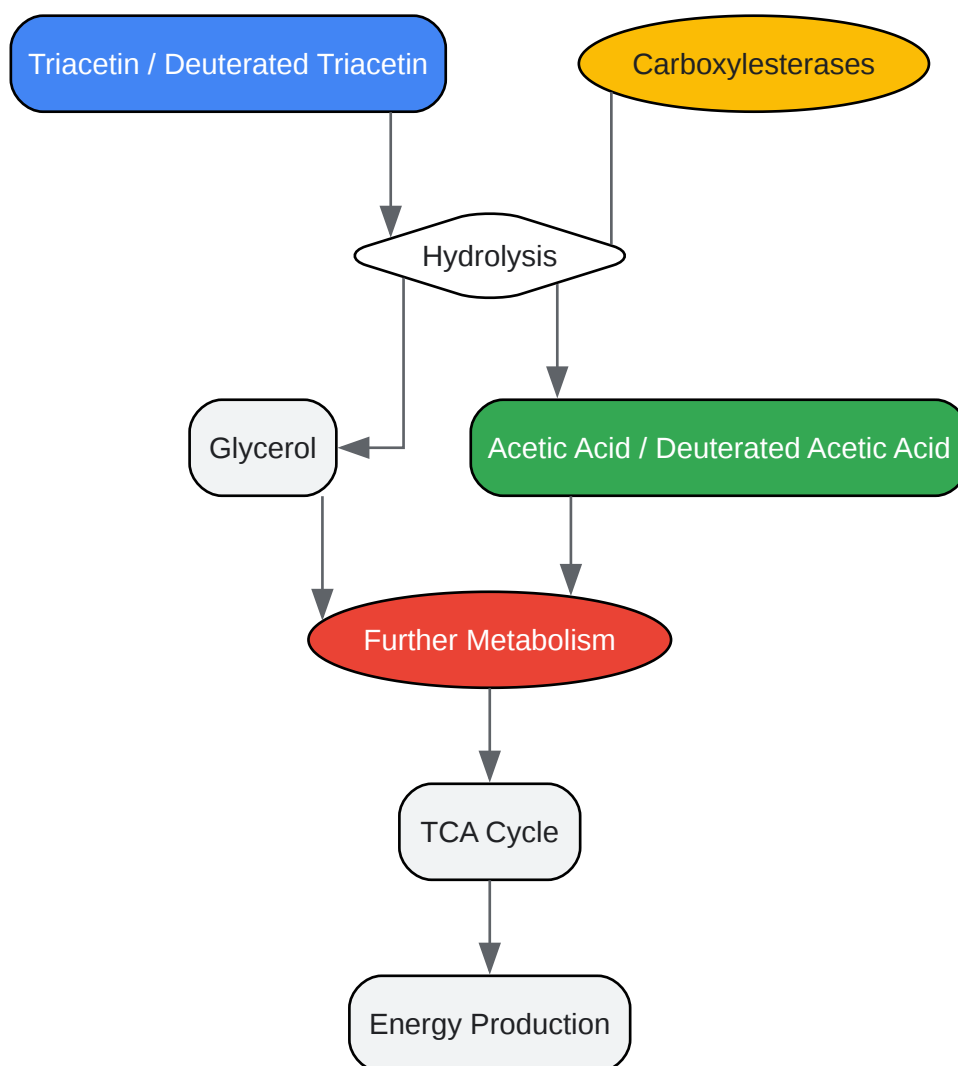 Triacetin / Deuterated Triacetin
Carboxylesterases
Hydrolysis
Glycerol
Acetic Acid / Deuterated Acetic Acid
Further Metabolism
TCA Cycle
Energy Production